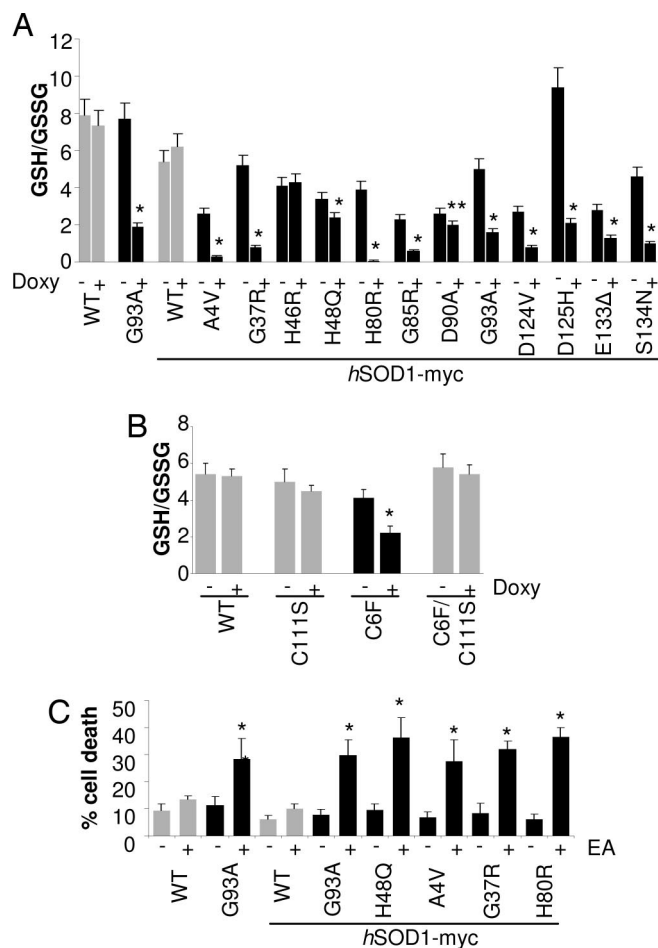 A
12
10
8
6
4
2
0
GSH/GSSG
* * * * * * ** * * * * *
Doxy - + - + - + - + - + - + - + - + - + - + - + - + - + - + - +
WT G93A WT A4V G37R H46R H48Q H80R G85R D90A G93A D124V D125H E133Δ S134N
hSOD1-myc
B
8
6
4
2
0
GSH/GSSG
*
- + - + - + - + Doxy
WT C111S C6F C6F/
C111S
C
50
40
30
20
10
0
% cell death
* * * * * * *
- + - + - + - + - + - + - + - + EA
WT G93A WT G93A H48Q A4V G37R H80R
hSOD1-myc